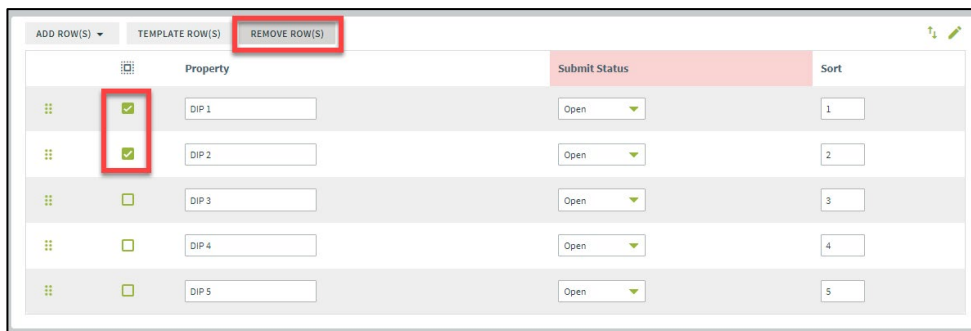 ADD ROW(S) TEMPLATE ROW(S) REMOVE ROW(S)
Property Submit Status Sort
DIP 1 Open 1
DIP 2 Open 2
DIP 3 Open 3
DIP 4 Open 4
DIP 5 Open 5